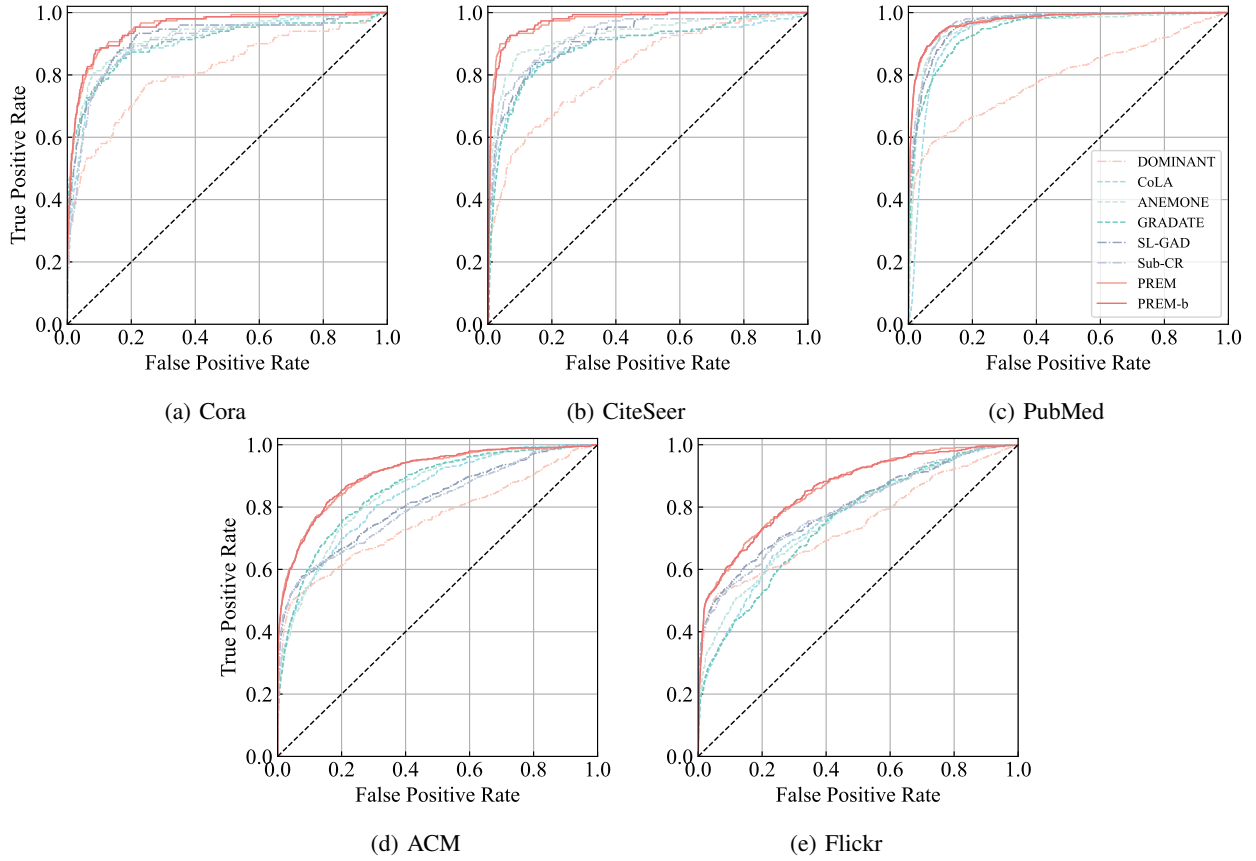 1.0
0.8
0.6
0.4
0.2
0.0
True Positive Rate
0.0 0.2 0.4 0.6 0.8 1.0
False Positive Rate
(a) Cora
1.0
0.8
0.6
0.4
0.2
0.0
0.0 0.2 0.4 0.6 0.8 1.0
False Positive Rate
(b) CiteSeer
1.0
0.8
0.6
0.4
0.2
0.0
DOMINANT
CoLA
ANEMONE
GRADATE
SL-GAD
Sub-CR
PREM
PREM-b
0.0 0.2 0.4 0.6 0.8 1.0
False Positive Rate
(c) PubMed
1.0
0.8
0.6
0.4
0.2
0.0
True Positive Rate
0.0 0.2 0.4 0.6 0.8 1.0
False Positive Rate
(d) ACM
1.0
0.8
0.6
0.4
0.2
0.0
0.0 0.2 0.4 0.6 0.8 1.0
False Positive Rate
(e) Flickr